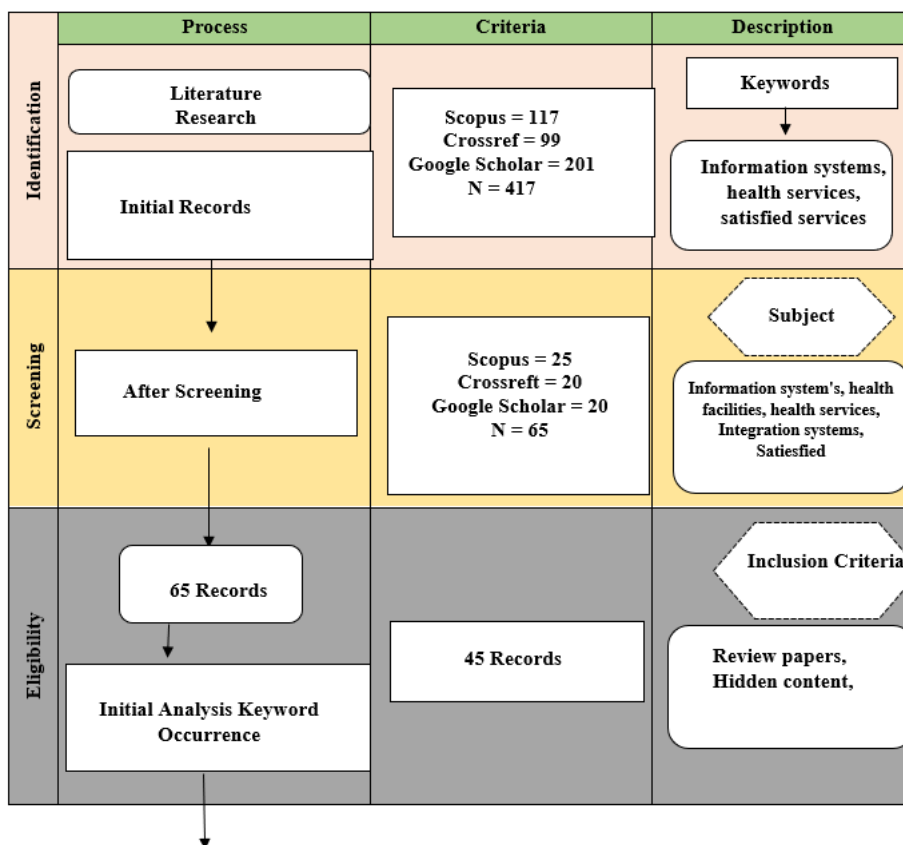 Process
Criteria
Description
Identification
Literature
Research
Initial Records
Scopus = 117
Crossref = 99
Google Scholar = 201
N = 417
Keywords
Information systems,
health services,
satisfied services
Screening
After Screening
Scopus = 25
Crossreft = 20
Google Scholar = 20
N = 65
Subject
Information system's, health
facilities, health services,
Integration systems,
Satiesfied
Eligibility
65 Records
Initial Analysis Keyword
Occurrence
45 Records
Inclusion Criteria
Review papers,
Hidden content,